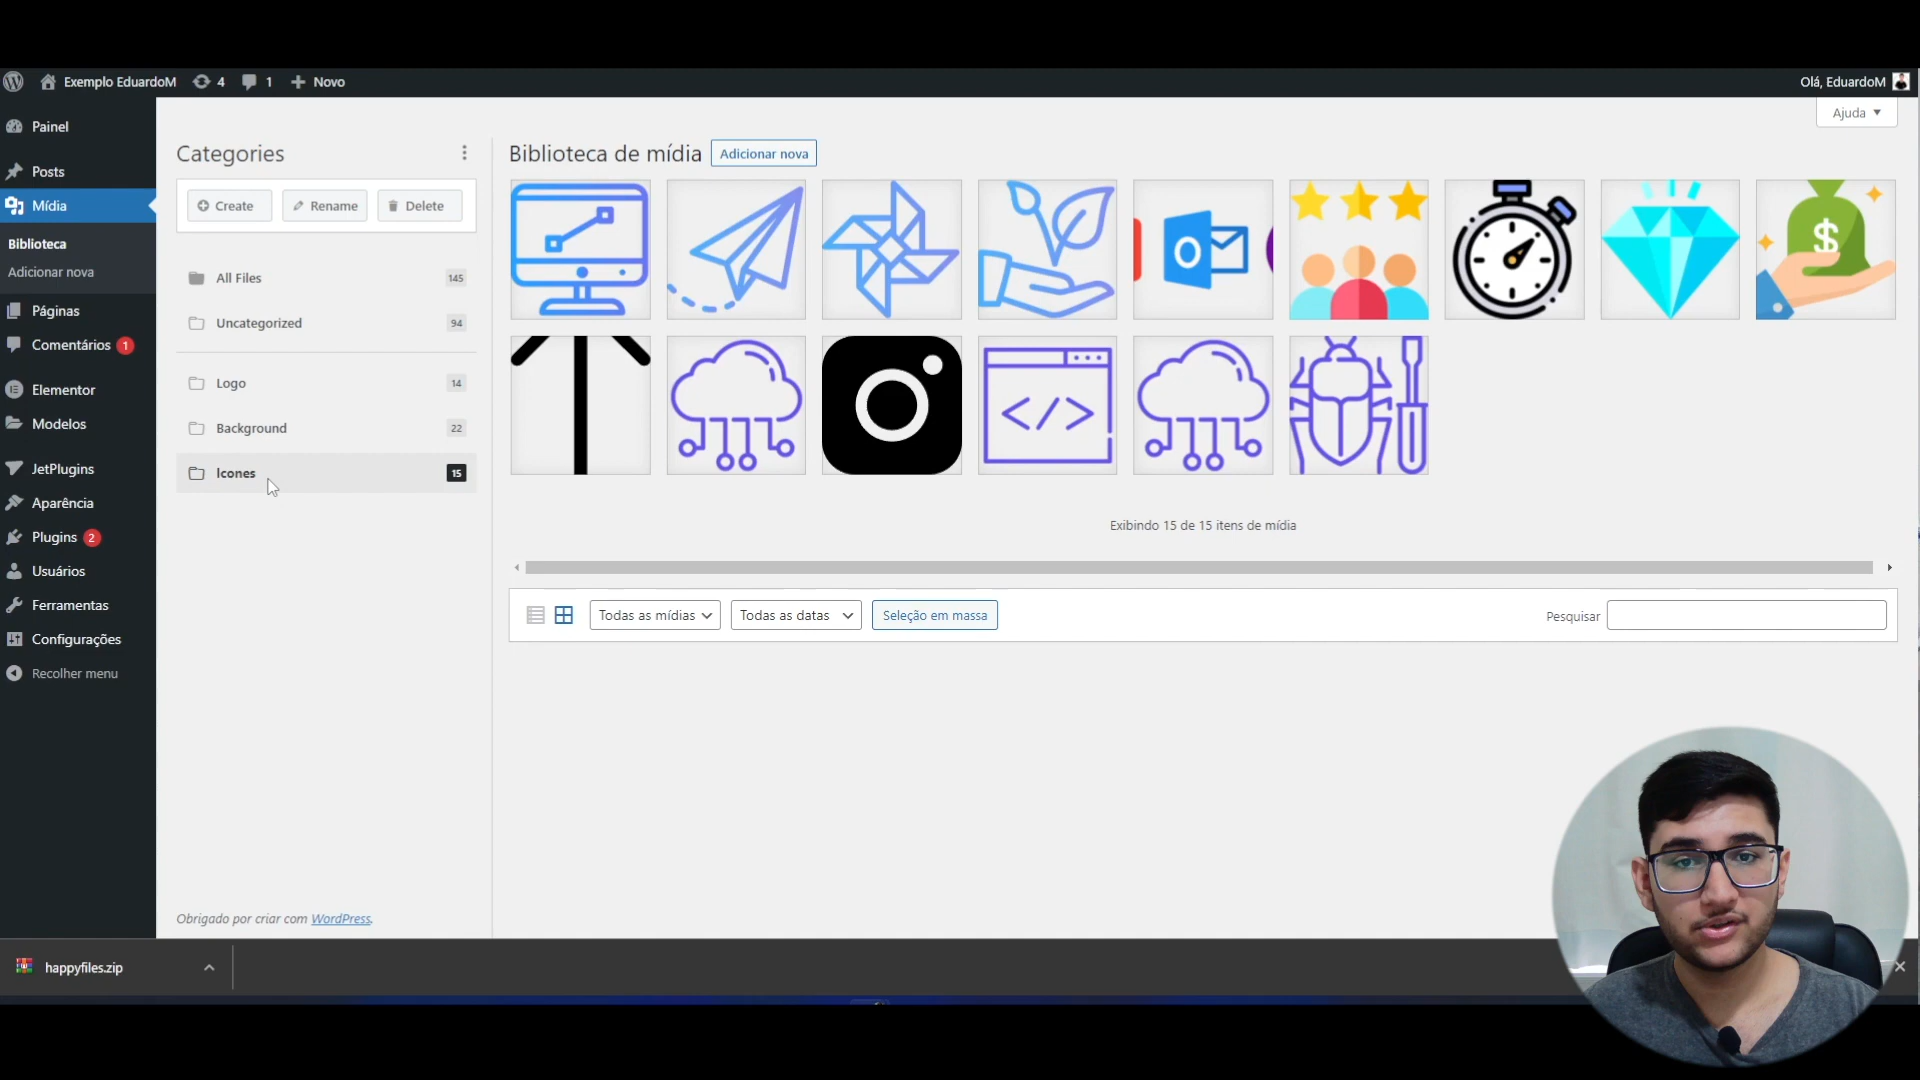 Exemplo EduardoM 4 1 Novo
Olá, EduardoM
Ajuda
Painel
Posts
Mídia
Biblioteca
Adicionar nova
Páginas
Comentários 1
Elementor
Modelos
JetPlugins
Aparência
Plugins 2
Usuários
Ferramentas
Configurações
Recolher menu
Categories
Create Rename Delete
All Files 145
Uncategorized 94
Logo 14
Background 22
Icones 15
Biblioteca de mídia Adicionar nova
O
$
</>
Exibindo 15 de 15 itens de mídia
Todas as mídias Todas as datas Seleção em massa
Pesquisar
Obrigado por criar com WordPress.
happyfiles.zip